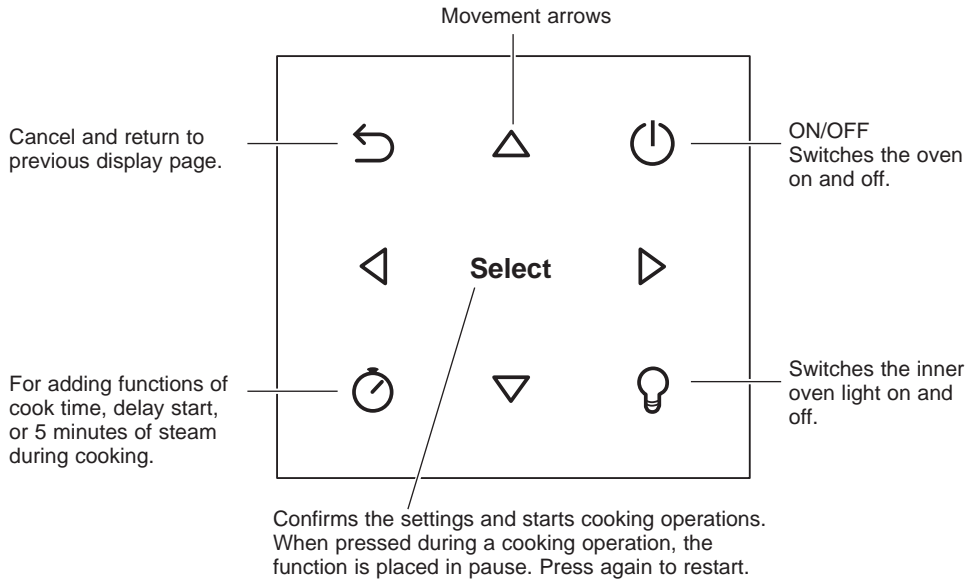 Movement arrows
Cancel and return to
previous display page.
ON/OFF
Switches the oven
on and off.
Select
For adding functions of
cook time, delay start,
or 5 minutes of steam
during cooking.
Switches the inner
oven light on and
off.
Confirms the settings and starts cooking operations.
When pressed during a cooking operation, the
function is placed in pause. Press again to restart.